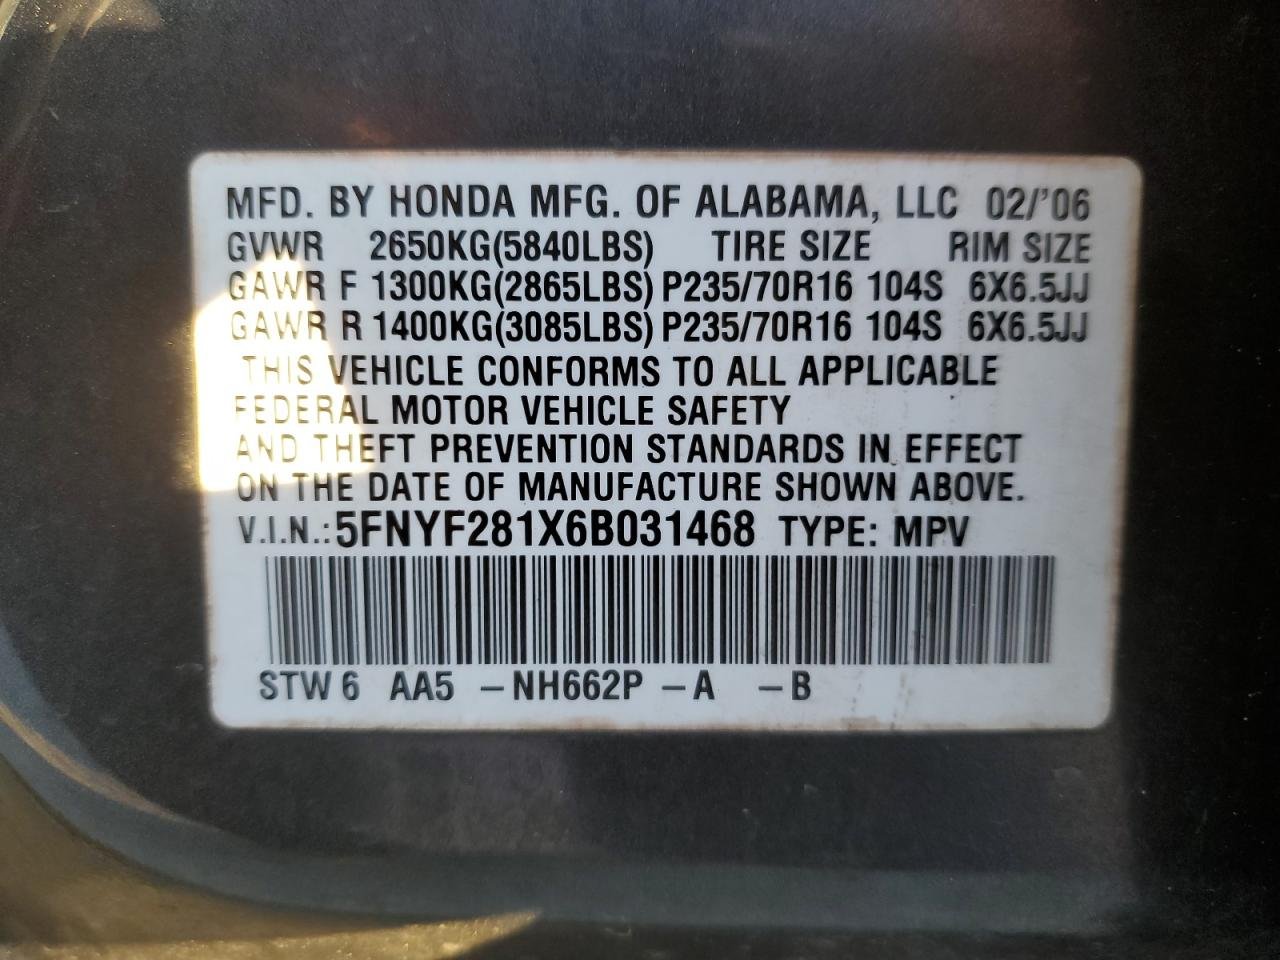 MFD. BY HONDA MFG. OF ALABAMA, LLC 02/'06
GVWR 2650KG(5840LBS) TIRE SIZE RIM SIZE
GAWR F 1300KG(2865LBS) P235/70R16 104S 6X6.5JJ
GAWR R 1400KG(3085LBS) P235/70R16 104S 6X6.5JJ
THIS VEHICLE CONFORMS TO ALL APPLICABLE
FEDERAL MOTOR VEHICLE SAFETY
AND THEFT PREVENTION STANDARDS IN EFFECT
ON THE DATE OF MANUFACTURE SHOWN ABOVE.
V.I.N.: 5FNYF281X6B031468 TYPE: MPV
STW 6 AA5 -NH662P -A -B